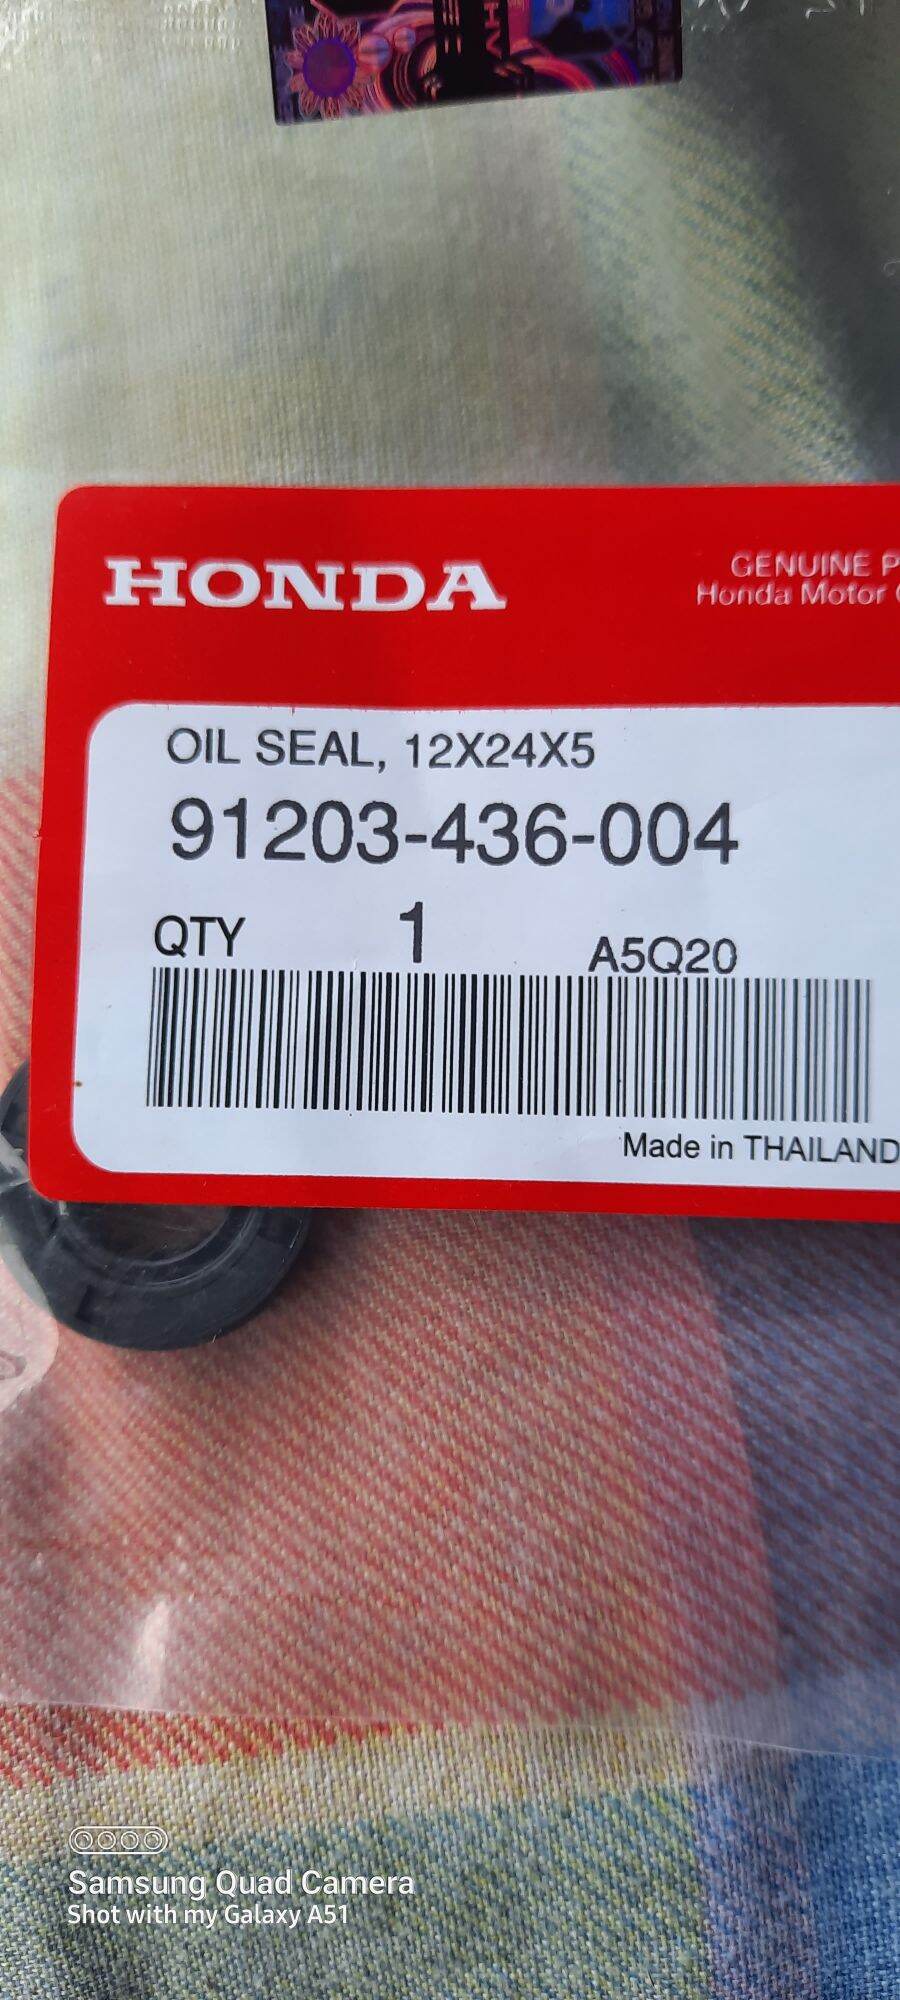 HONDA
GENUINE
Honda Motor
OIL SEAL, 12X24X5
91203-436-004
QTY 1 A5Q20
Made in THAILAND
Samsung Quad Camera
Shot with my Galaxy A51